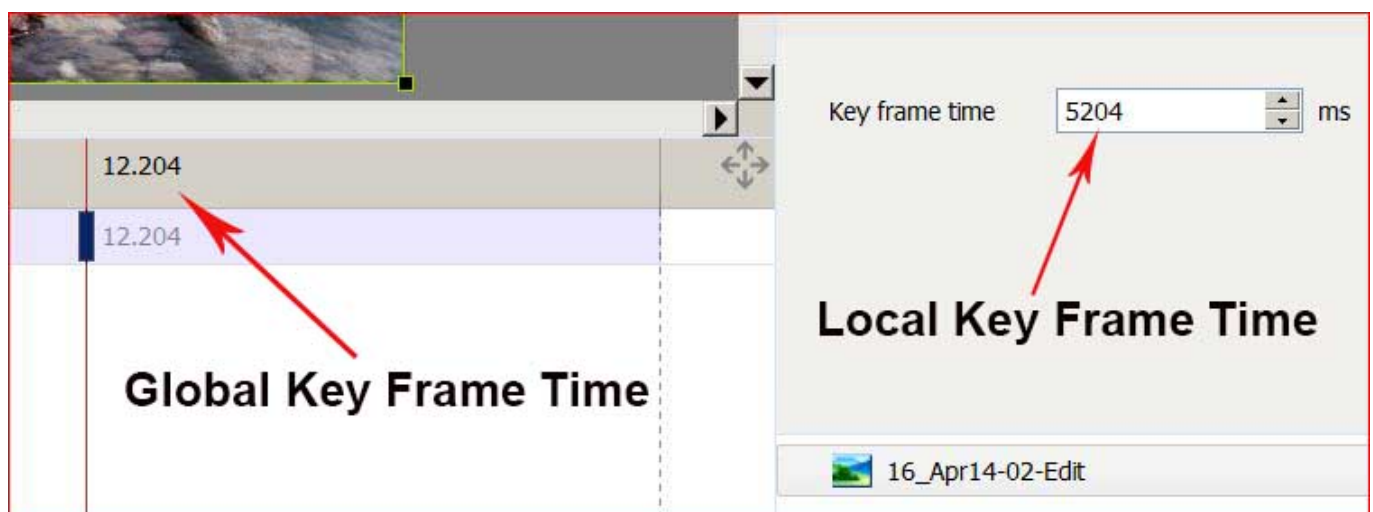 Key frame time 5204 ms
12.204
12.204
Local Key Frame Time
Global Key Frame Time
16_Apr14-02-Edit